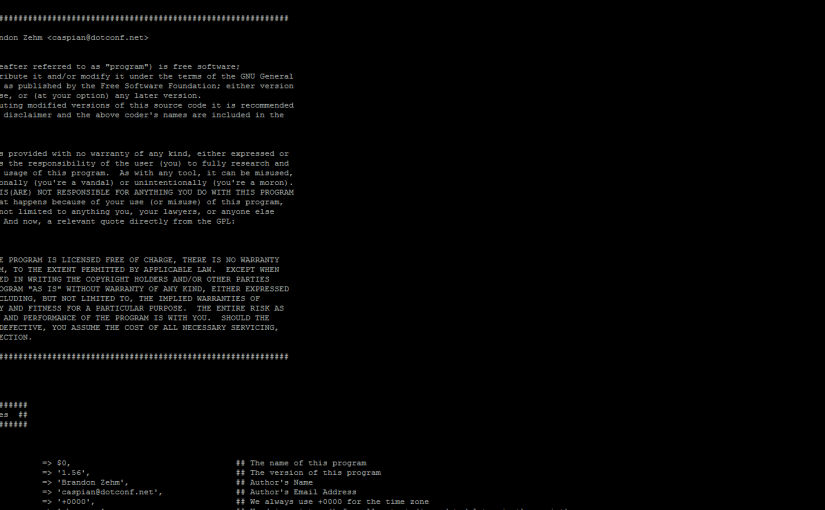 ############################################################
ndon Zehm <caspian@dotconf.net>
eafter referred to as "program") is free software;
ribute it and/or modify it under the terms of the GNU General
as published by the Free Software Foundation; either version
se, or (at your option) any later version.
uting modified versions of this source code it is recommended
disclaimer and the above coder's names are included in the
s provided with no warranty of any kind, either expressed or
s the responsibility of the user (you) to fully research and
usage of this program.  As with any tool, it can be misused,
onally (you're a vandal) or unintentionally (you're a moron).
IS(ARE) NOT RESPONSIBLE FOR ANYTHING YOU DO WITH THIS PROGRAM
at happens because of your use (or misuse) of this program,
not limited to anything you, your lawyers, or anyone else
And now, a relevant quote directly from the GPL:
E PROGRAM IS LICENSED FREE OF CHARGE, THERE IS NO WARRANTY
M, TO THE EXTENT PERMITTED BY APPLICABLE LAW.  EXCEPT WHEN
ED IN WRITING THE COPYRIGHT HOLDERS AND/OR OTHER PARTIES
OGRAM "AS IS" WITHOUT WARRANTY OF ANY KIND, EITHER EXPRESSED
CLUDING, BUT NOT LIMITED TO, THE IMPLIED WARRANTIES OF
Y AND FITNESS FOR A PARTICULAR PURPOSE.  THE ENTIRE RISK AS
AND PERFORMANCE OF THE PROGRAM IS WITH YOU.  SHOULD THE
DEFECTIVE, YOU ASSUME THE COST OF ALL NECESSARY SERVICING,
ECTION.
############################################################
######
es  ##
######
=> $0,                                  ## The name of this program
=> '1.56',                              ## The version of this program
=> 'Brandon Zehm',                      ## Author's Name
=> 'caspian@dotconf.net',               ## Author's Email Address
=> '+0000',                             ## We always use +0000 for the time zone